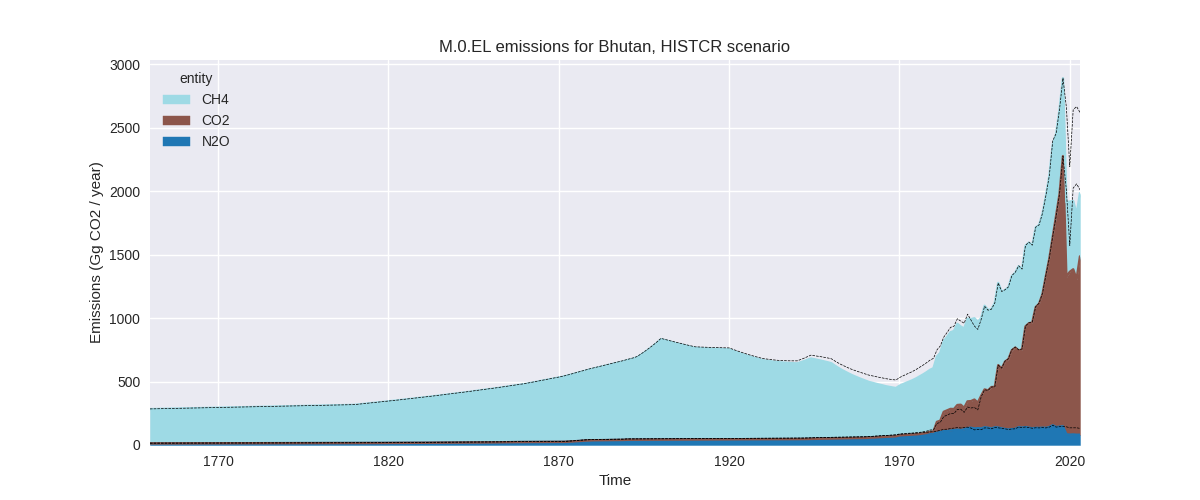 M.0.EL emissions for Bhutan, HISTCR scenario
entity
CH4
CO2
N2O
Emissions (Gg CO2 / year)
3000
2500
2000
1500
1000
500
0
1770 1820 1870 1920 1970 2020
Time